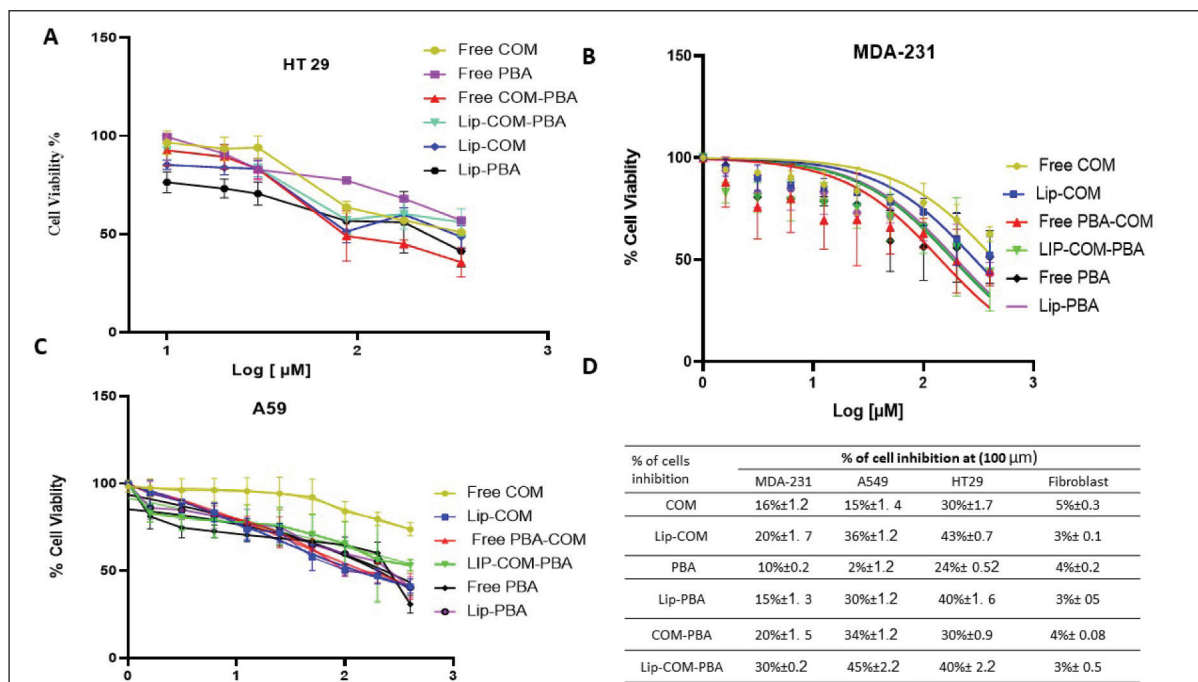 A
HT 29
150
100
50
0
Cell Viability %
1
2
3
Log [ µM]
Free COM
Free PBA
Free COM-PBA
Lip-COM-PBA
Lip-COM
Lip-PBA
B
MDA-231
150
100
50
0
% Cell Viability
0
1
2
3
Log [µM]
Free COM
Lip-COM
Free PBA-COM
LIP-COM-PBA
Free PBA
Lip-PBA
C
A59
150
100
50
0
% Cell Viablity
0
1
2
3
Free COM
Lip-COM
Free PBA-COM
LIP-COM-PBA
Free PBA
Lip-PBA
D
% of cells inhibition % of cell inhibition at (100 µm)
MDA-231 A549 HT29 Fibroblast
COM 16%±1.2 15%±1. 4 30%±1.7 5%±0.3
Lip-COM 20%±1. 7 36%±1.2 43%±0.7 3%± 0.1
PBA 10%±0.2 2%±1.2 24%± 0.52 4%±0.2
Lip-PBA 15%±1. 3 30%±1.2 40%±1. 6 3%± 05
COM-PBA 20%±1. 5 34%±1.2 30%±0.9 4%± 0.08
Lip-COM-PBA 30%±0.2 45%±2.2 40%± 2.2 3%± 0.5